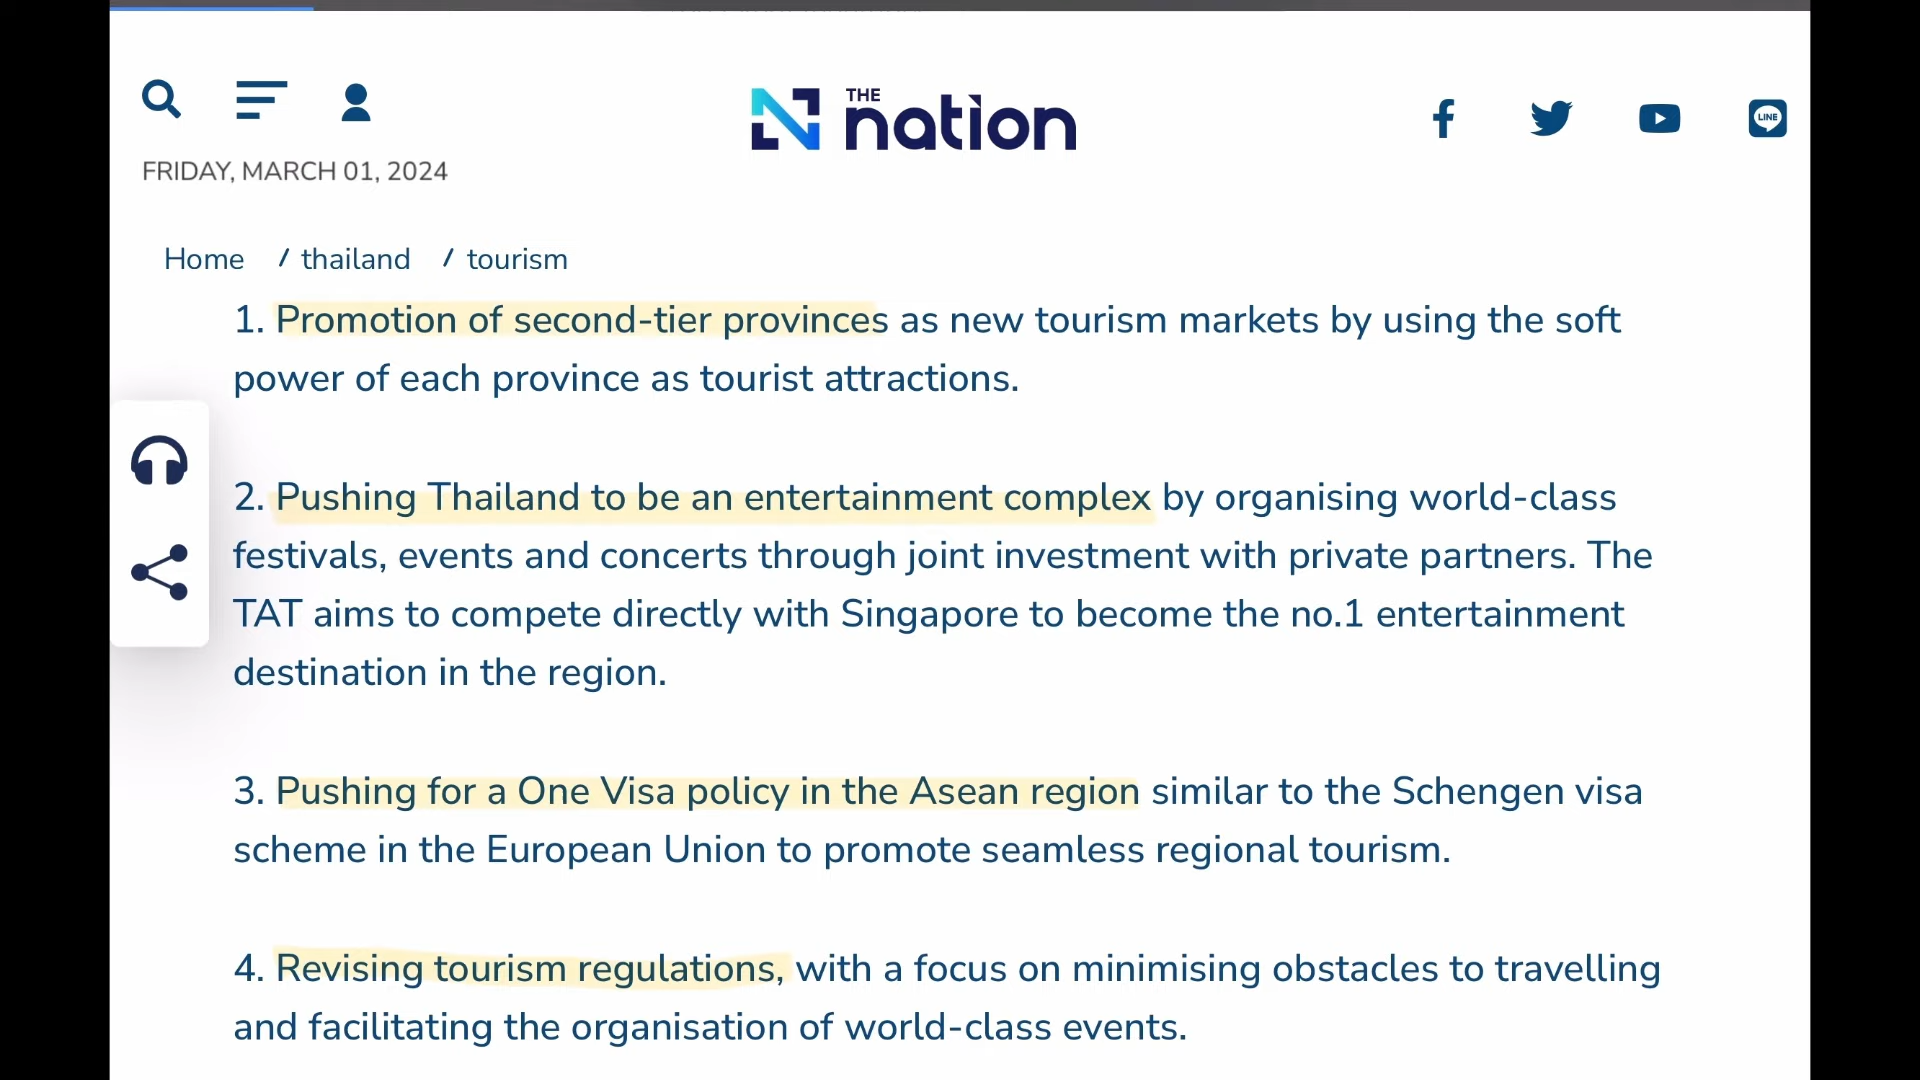 THE
nation
LINE
FRIDAY, MARCH 01, 2024
Home / thailand / tourism
1. Promotion of second-tier provinces as new tourism markets by using the soft
power of each province as tourist attractions.
2. Pushing Thailand to be an entertainment complex by organising world-class
festivals, events and concerts through joint investment with private partners. The
TAT aims to compete directly with Singapore to become the no.1 entertainment
destination in the region.
3. Pushing for a One Visa policy in the Asean region similar to the Schengen visa
scheme in the European Union to promote seamless regional tourism.
4. Revising tourism regulations, with a focus on minimising obstacles to travelling
and facilitating the organisation of world-class events.